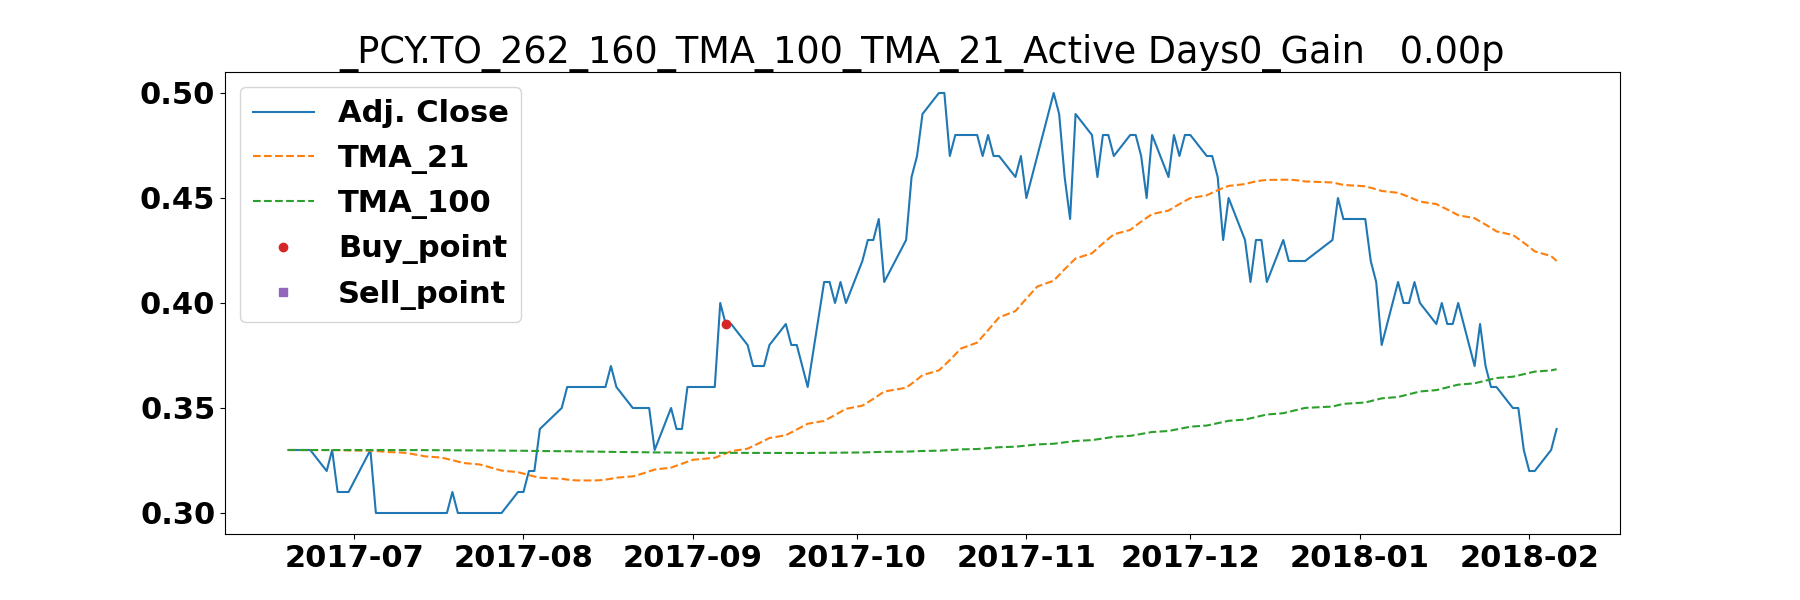 _PCY.TO_262_160_TMA_100_TMA_21_Active Days0_Gain   0.00p
0.50
0.45
0.40
0.35
0.30
Adj. Close
TMA_21
TMA_100
Buy_point
Sell_point
2017-07 2017-08 2017-09 2017-10 2017-11 2017-12 2018-01 2018-02